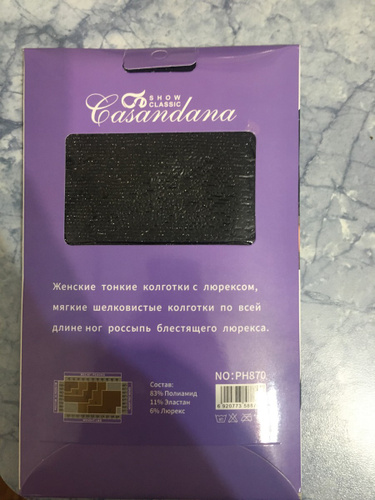 SHOW
CLASSIC
Casandana
Женские тонкие колготки с люрексом,
мягкие шелковистые колготки по всей
длине ног россыпь блестящего люрекса.
NO:PH870
Состав:
83% Полиамид
11% Эластан
6% Люрекс